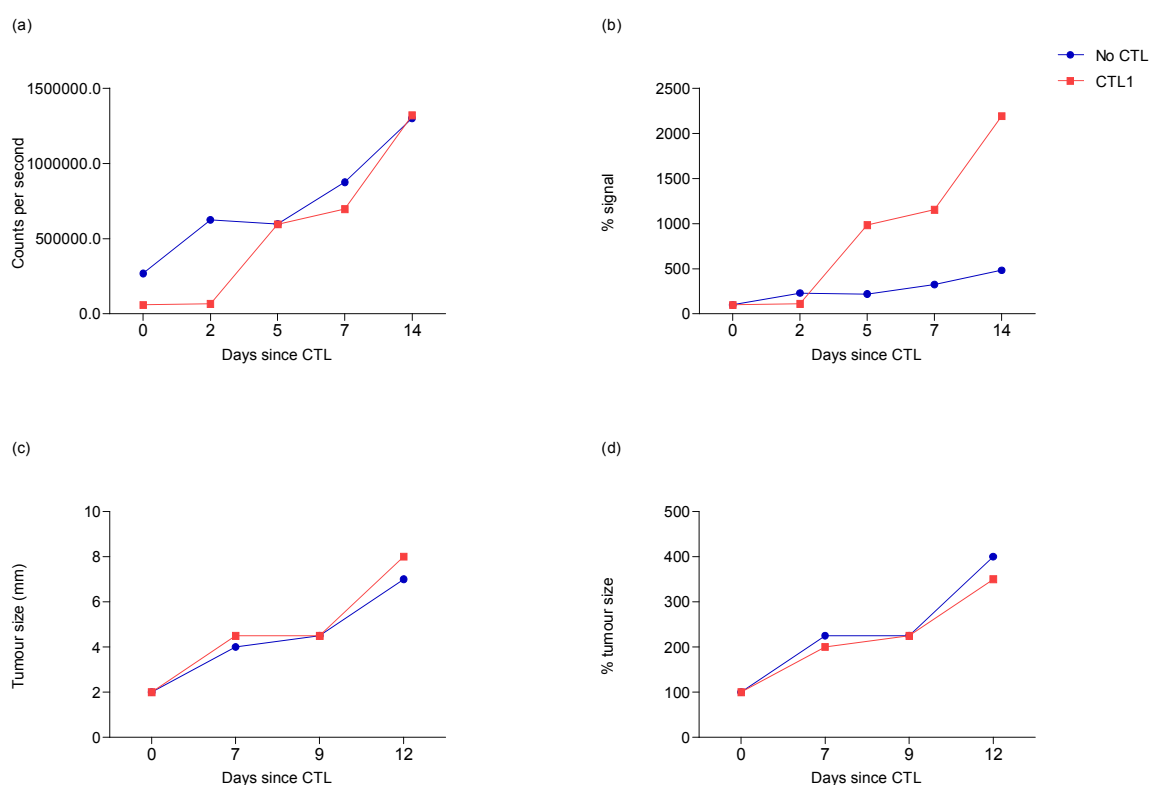 (a)
(b)
No CTL
CTL1
1500000.0
1000000.0
500000.0
0.0
Counts per second
0 2 5 7 14
Days since CTL
2500
2000
1500
1000
500
0
% signal
0 2 5 7 14
Days since CTL
(c)
(d)
10
8
6
4
2
0
Tumour size (mm)
0 7 9 12
Days since CTL
500
400
300
200
100
0
% tumour size
0 7 9 12
Days since CTL